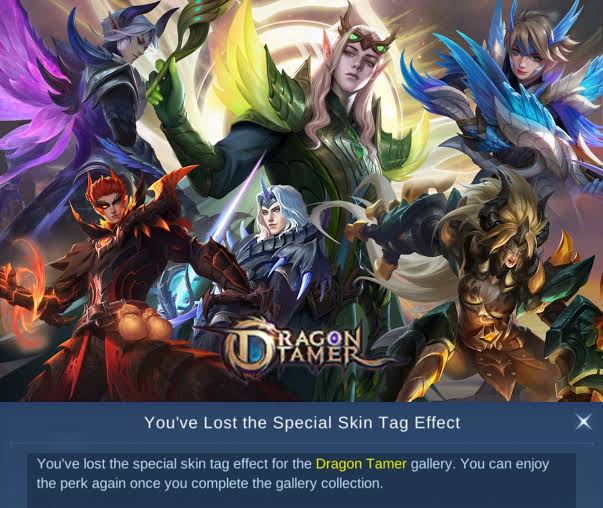 DRAGON
TAMER
You've Lost the Special Skin Tag Effect
You've lost the special skin tag effect for the Dragon Tamer gallery. You can enjoy
the perk again once you complete the gallery collection.